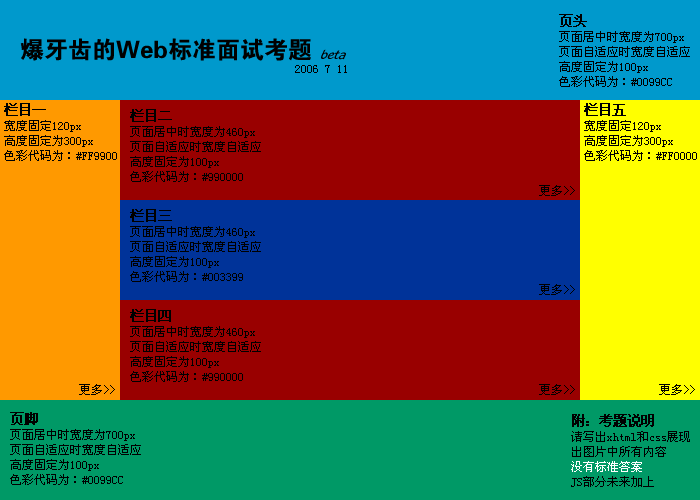 爆牙齿的Web标准面试考题 beta
2006 7 11
页头
页面居中时宽度为700px
页面自适应时宽度自适应
高度固定为100px
色彩代码为：#0099CC
栏目一
宽度固定120px
高度固定为300px
色彩代码为：#FF9900
更多>>
栏目二
页面居中时宽度为460px
页面自适应时宽度自适应
高度固定为100px
色彩代码为：#990000
更多>>
栏目三
页面居中时宽度为460px
页面自适应时宽度自适应
高度固定为100px
色彩代码为：#003399
更多>>
栏目四
页面居中时宽度为460px
页面自适应时宽度自适应
高度固定为100px
色彩代码为：#990000
更多>>
栏目五
宽度固定120px
高度固定为300px
色彩代码为：#FF0000
更多>>
页脚
页面居中时宽度为700px
页面自适应时宽度自适应
高度固定为100px
色彩代码为：#0099CC
附：考题说明
请写出xhtml和css展现
出图片中所有内容
没有标准答案
JS部分未来加上